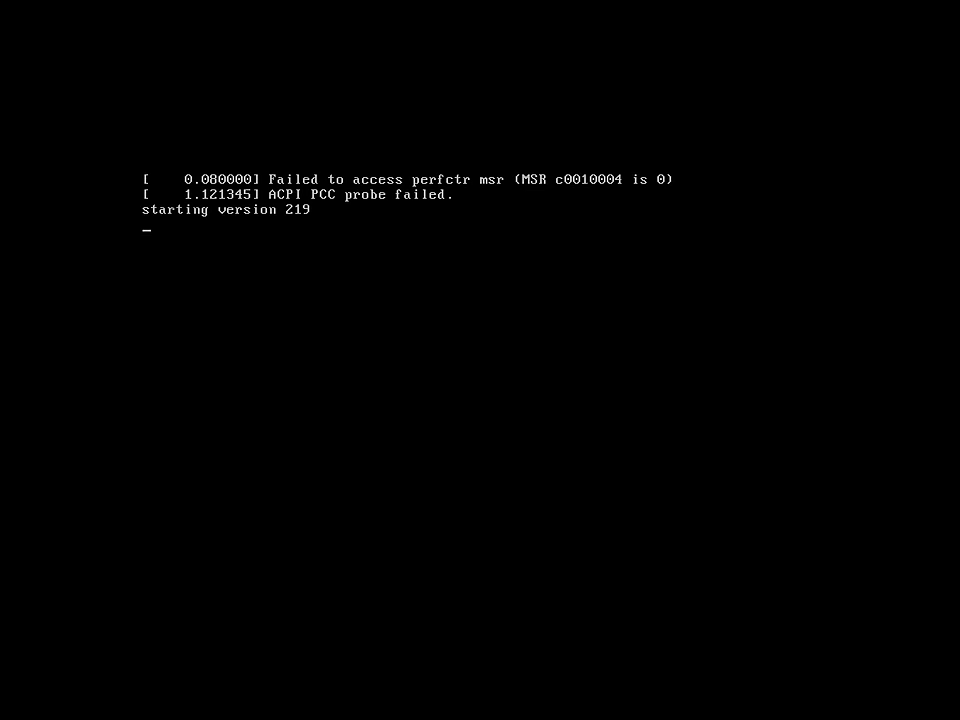 [    0.080000] Failed to access perfctr msr (MSR c0010004 is 0)
[    1.121345] ACPI PCC probe failed.
starting version 219
_